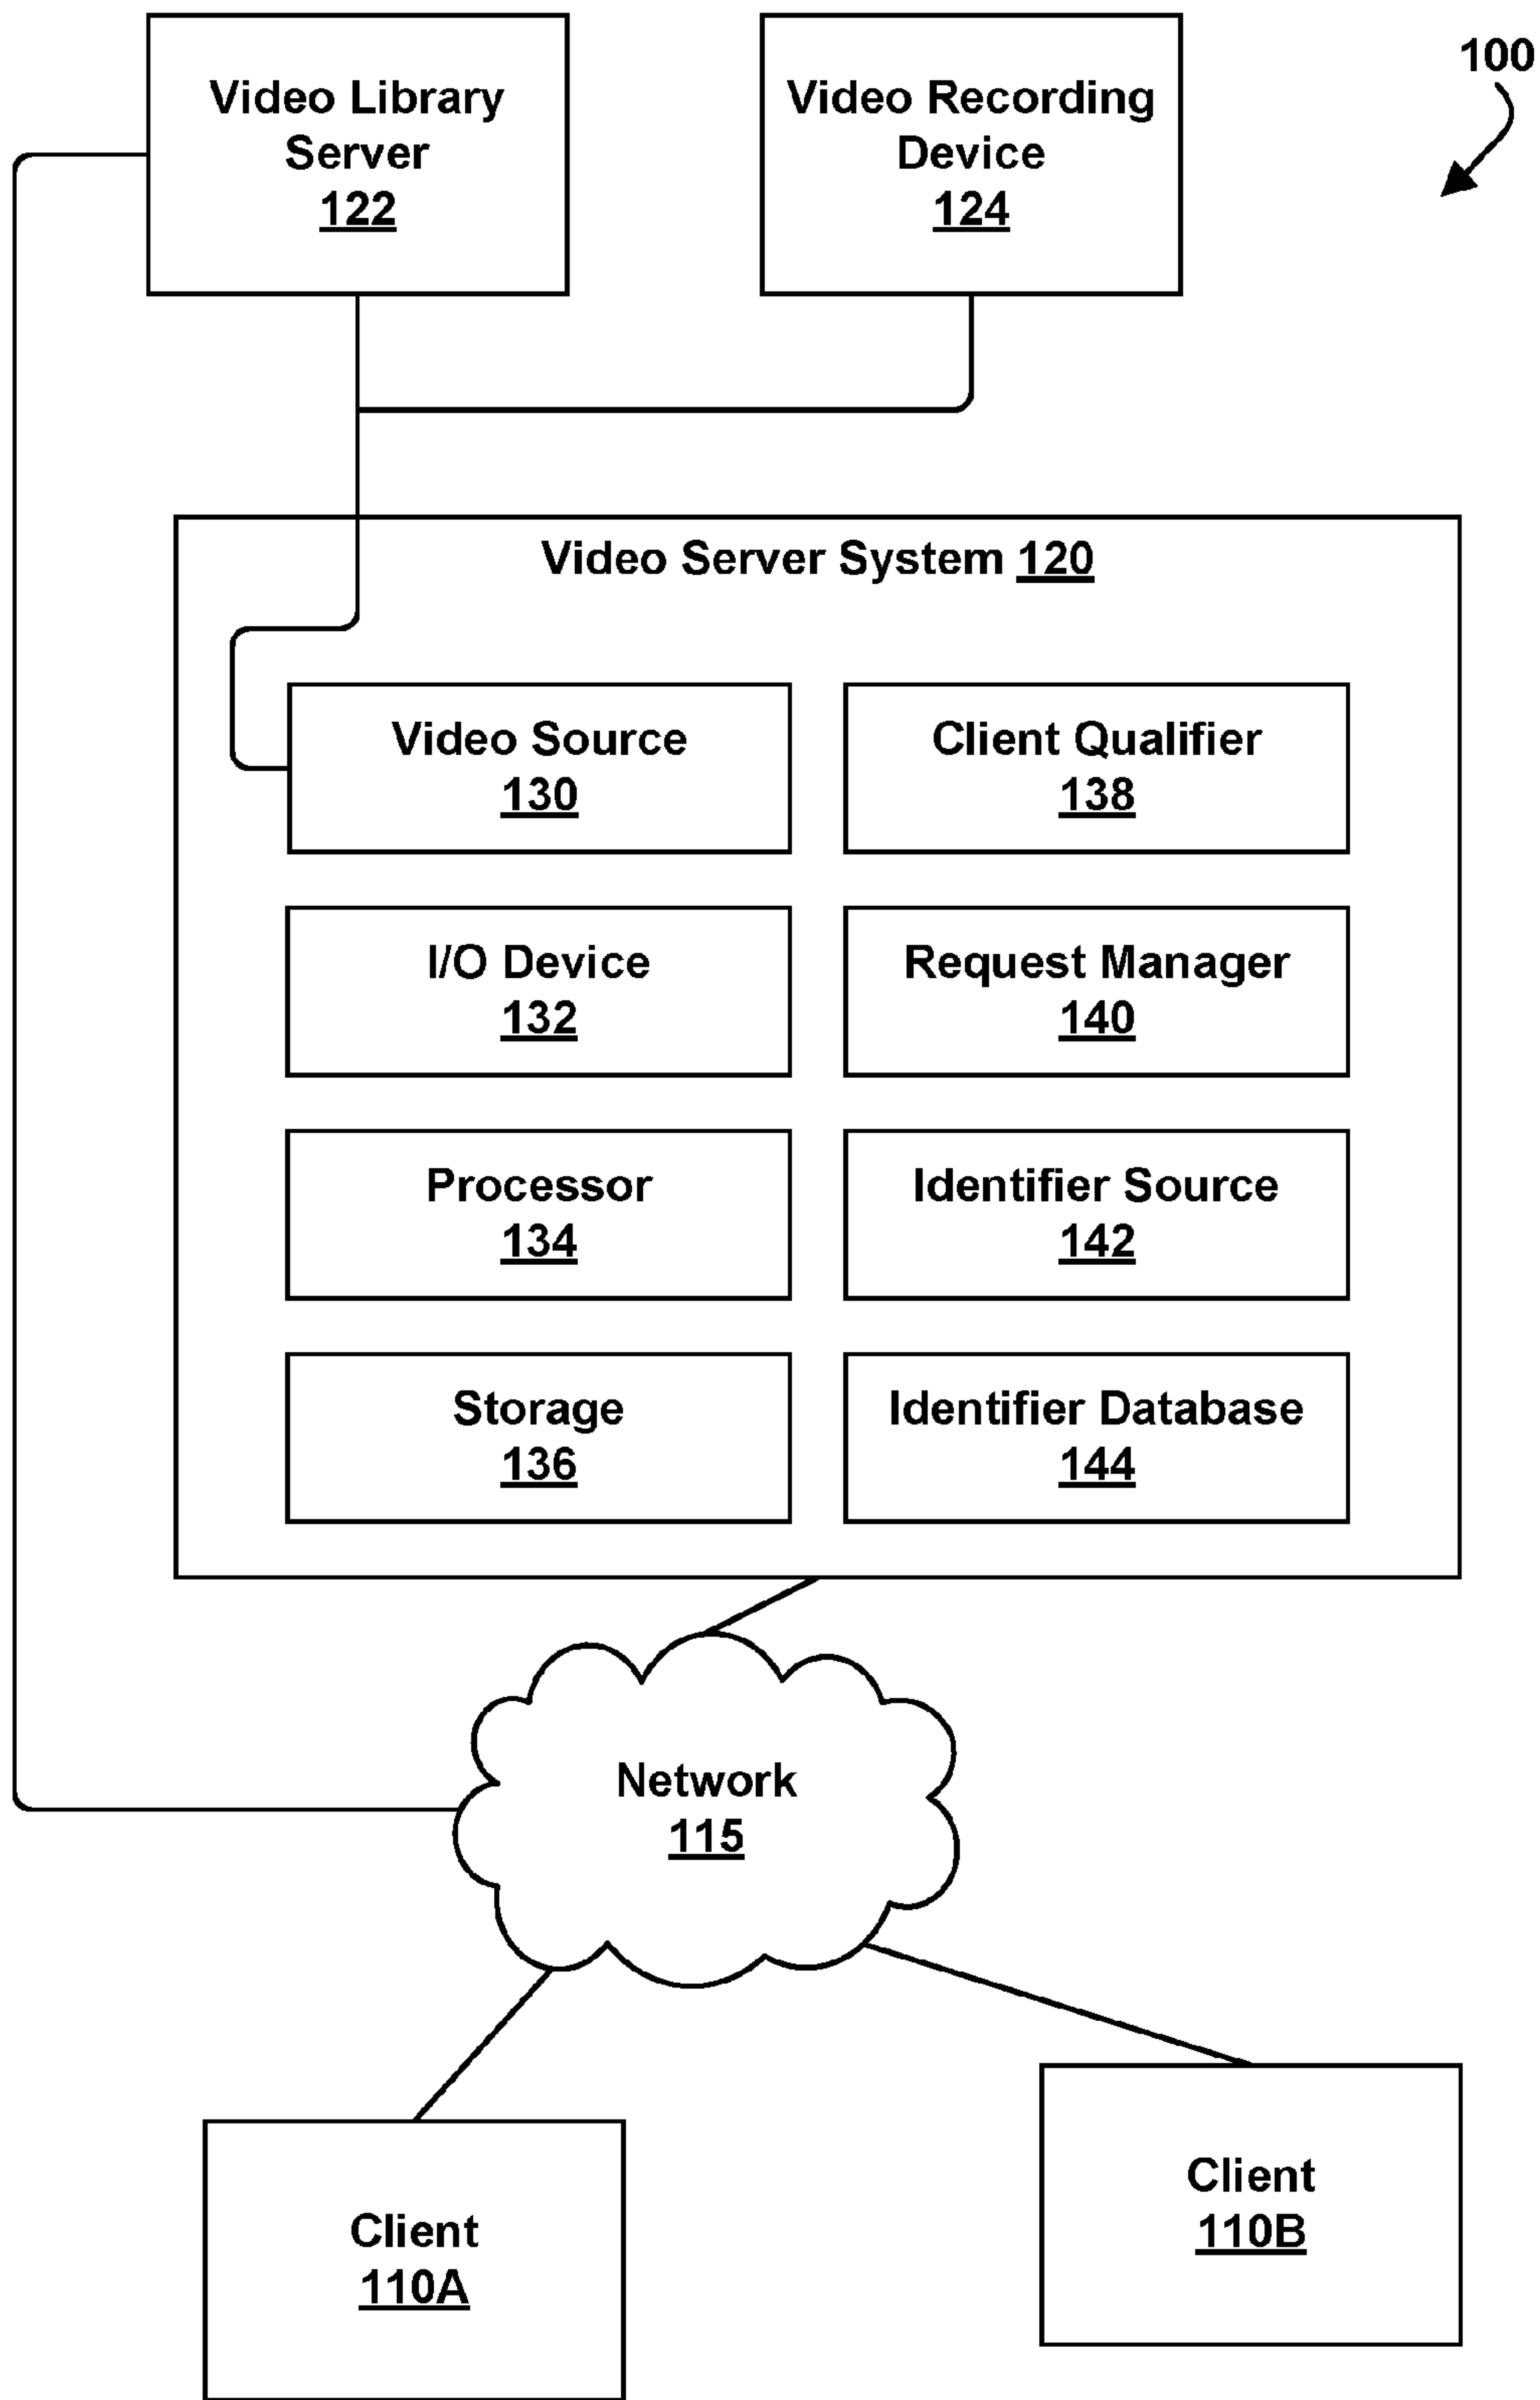 Video Library
Server
122
Video Recording
Device
124
100
Video Server System 120
Video Source
130
Client Qualifier
138
I/O Device
132
Request Manager
140
Processor
134
Identifier Source
142
Storage
136
Identifier Database
144
Network
115
Client
110A
Client
110B